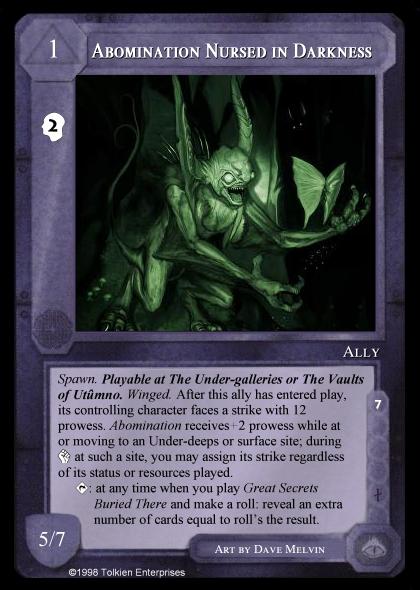 1
ABOMINATION NURSED IN DARKNESS
2
ALLY
Spawn. Playable at The Under-galleries or The Vaults
of Utûmno. Winged. After this ally has entered play,
its controlling character faces a strike with 12
prowess. Abomination receives+2 prowess while at
or moving to an Under-deeps or surface site; during
at such a site, you may assign its strike regardless
of its status or resources played.
: at any time when you play Great Secrets
Buried There and make a roll: reveal an extra
number of cards equal to roll's the result.
7
5/7
ART BY DAVE MELVIN
©1998 Tolkien Enterprises